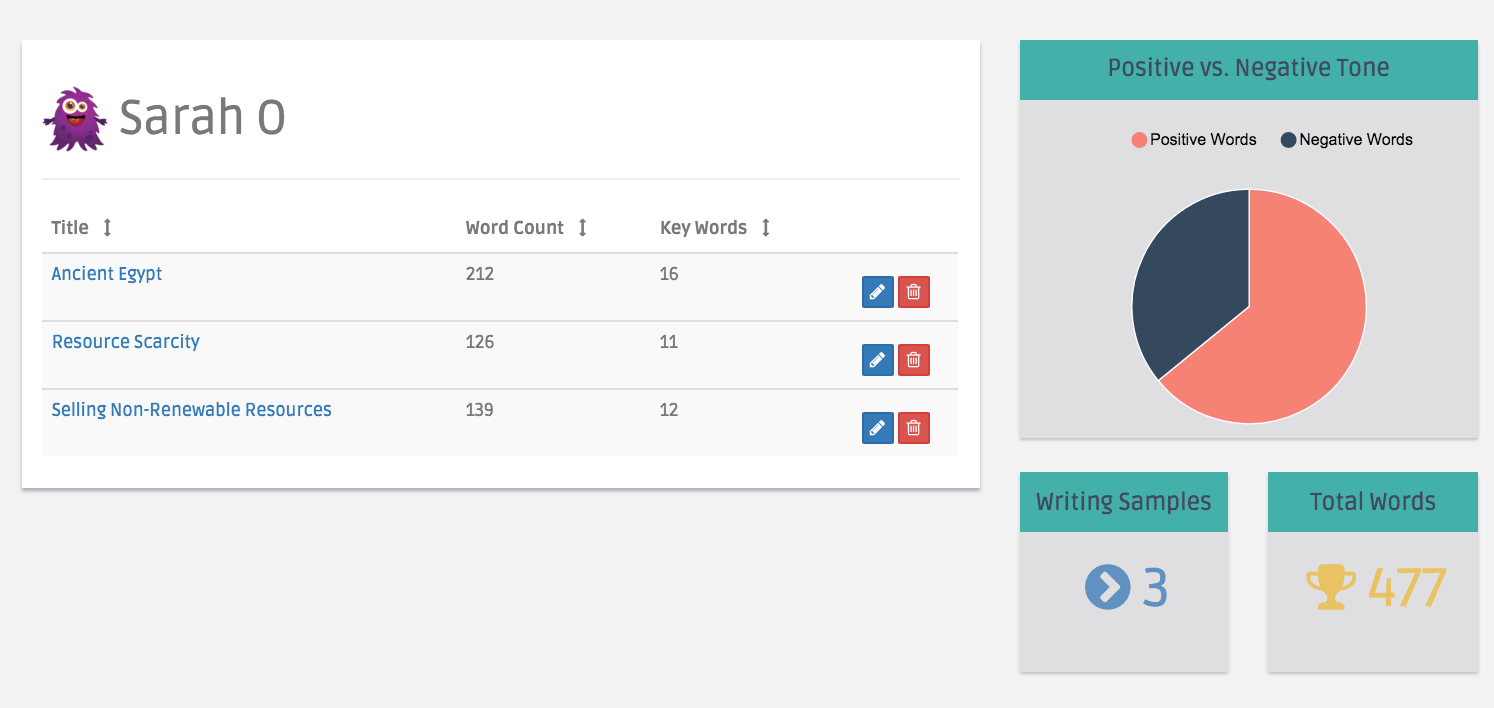 Sarah O
Title Word Count Key Words
Ancient Egypt 212 16
Resource Scarcity 126 11
Selling Non-Renewable Resources 139 12
Positive vs. Negative Tone
Positive Words Negative Words
Writing Samples
3
Total Words
477